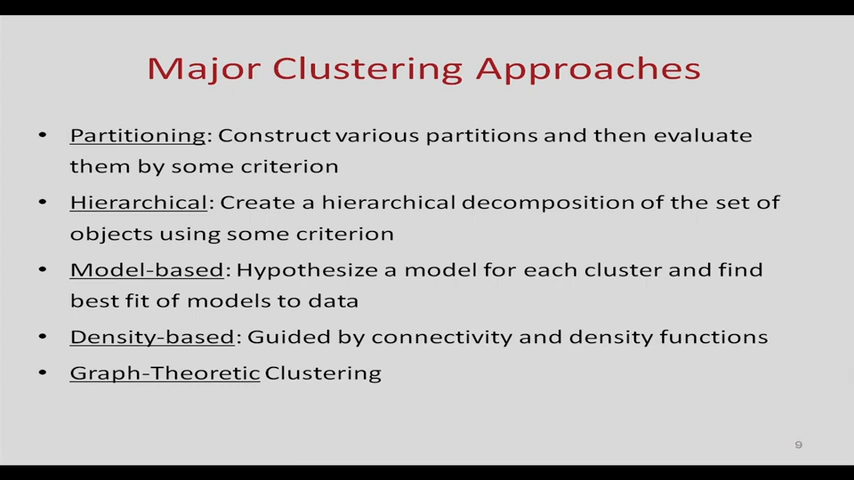 Major Clustering Approaches
• Partitioning: Construct various partitions and then evaluate
them by some criterion
• Hierarchical: Create a hierarchical decomposition of the set of
objects using some criterion
• Model-based: Hypothesize a model for each cluster and find
best fit of models to data
• Density-based: Guided by connectivity and density functions
• Graph-Theoretic Clustering
9